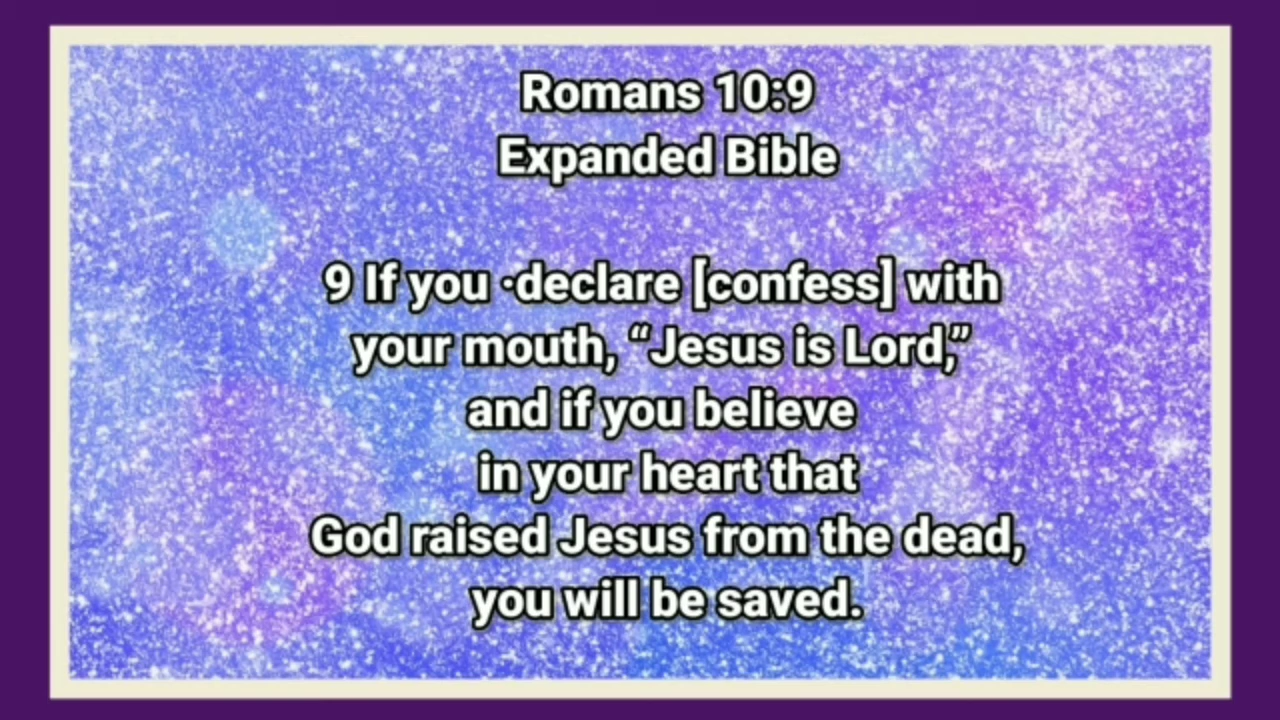 Romans 10:9
Expanded Bible
9 If you ·declare [confess] with
your mouth, “Jesus is Lord,”
and if you believe
in your heart that
God raised Jesus from the dead,
you will be saved.